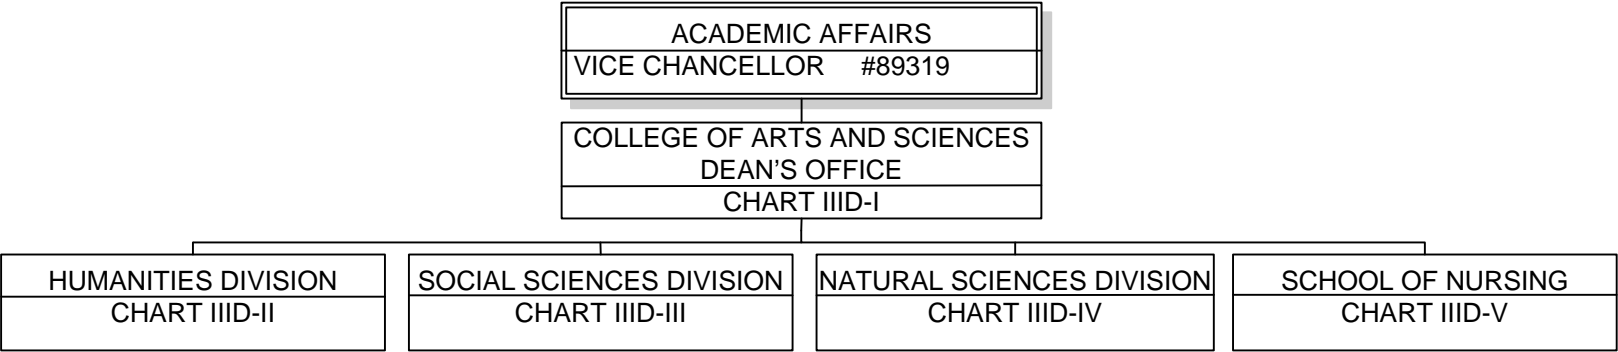 ACADEMIC AFFAIRS
VICE CHANCELLOR #89319
COLLEGE OF ARTS AND SCIENCES
DEAN'S OFFICE
CHART IIID-I
HUMANITIES DIVISION
CHART IIID-II
SOCIAL SCIENCES DIVISION
CHART IIID-III
NATURAL SCIENCES DIVISION
CHART IIID-IV
SCHOOL OF NURSING
CHART IIID-V